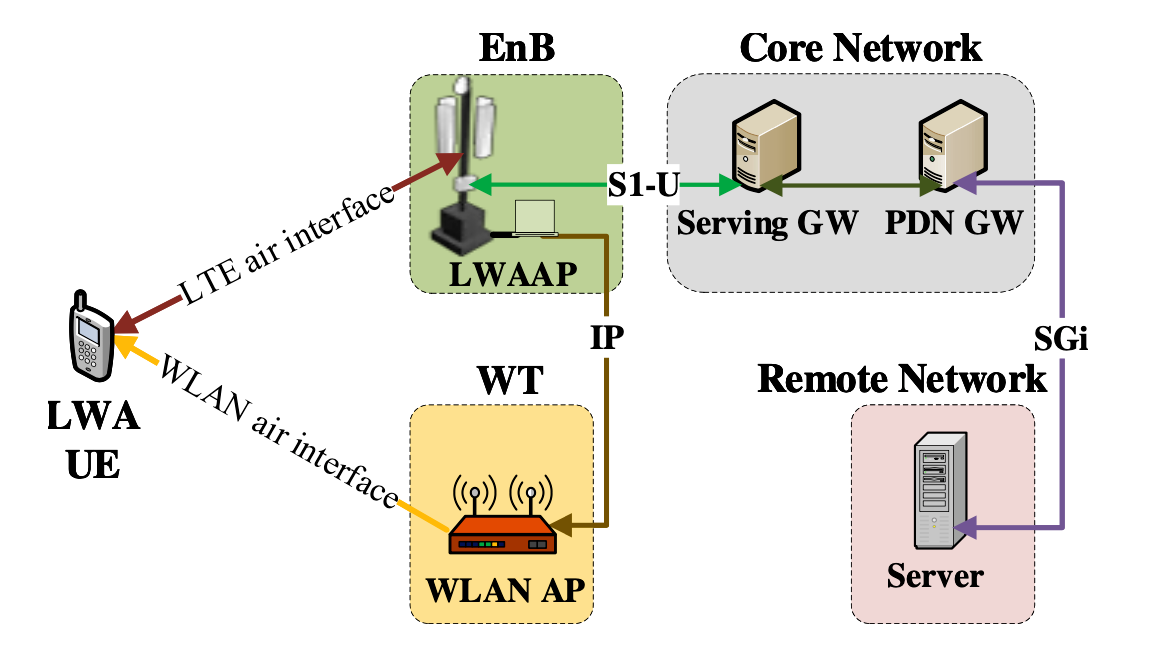 EnB
Core Network
S1-U
Serving GW
PDN GW
LTE air interface
LWAAP
IP
SGi
WT
Remote Network
WLAN air interface
LWA
UE
Server
WLAN AP